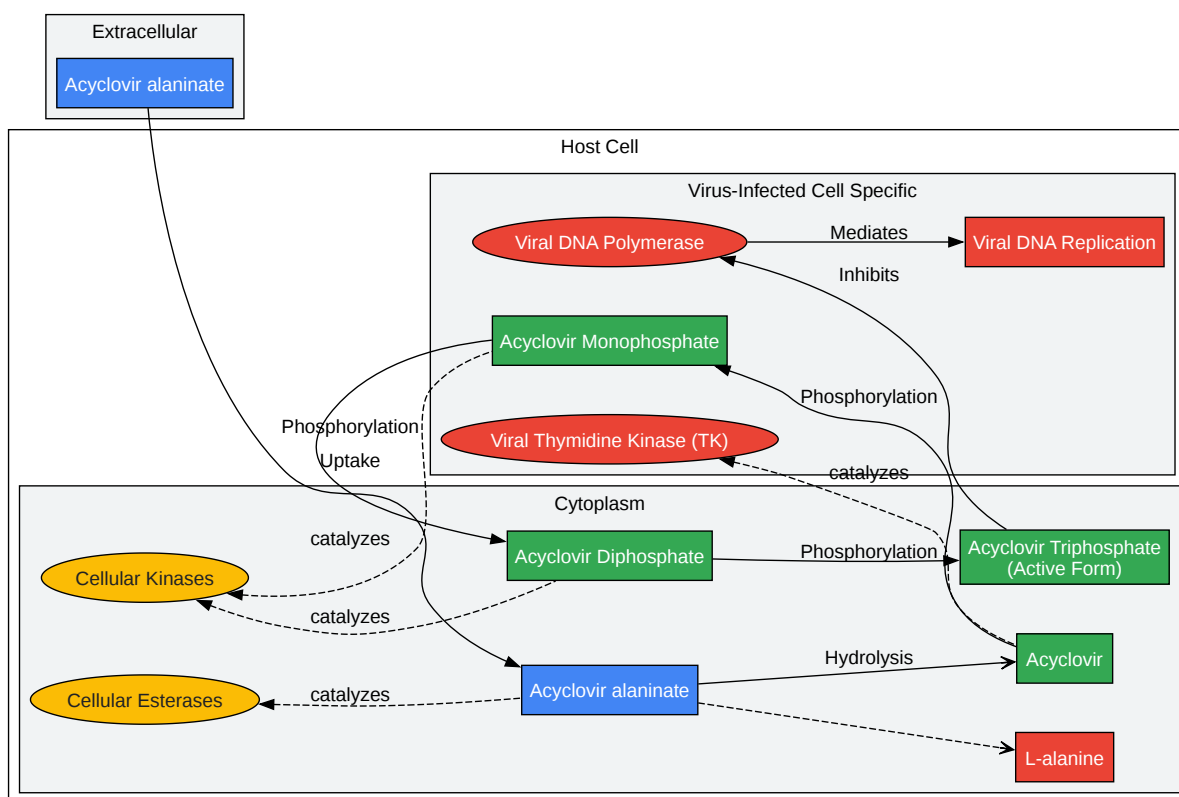 Extracellular
Acyclovir alaninate
Host Cell
Virus-Infected Cell Specific
Viral DNA Polymerase
Mediates
Viral DNA Replication
Inhibits
Acyclovir Monophosphate
Phosphorylation
Phosphorylation
Viral Thymidine Kinase (TK)
Uptake
catalyzes
Cytoplasm
catalyzes
Acyclovir Diphosphate
Phosphorylation
Acyclovir Triphosphate
(Active Form)
Cellular Kinases
catalyzes
Hydrolysis
Acyclovir
Cellular Esterases
catalyzes
Acyclovir alaninate
L-alanine